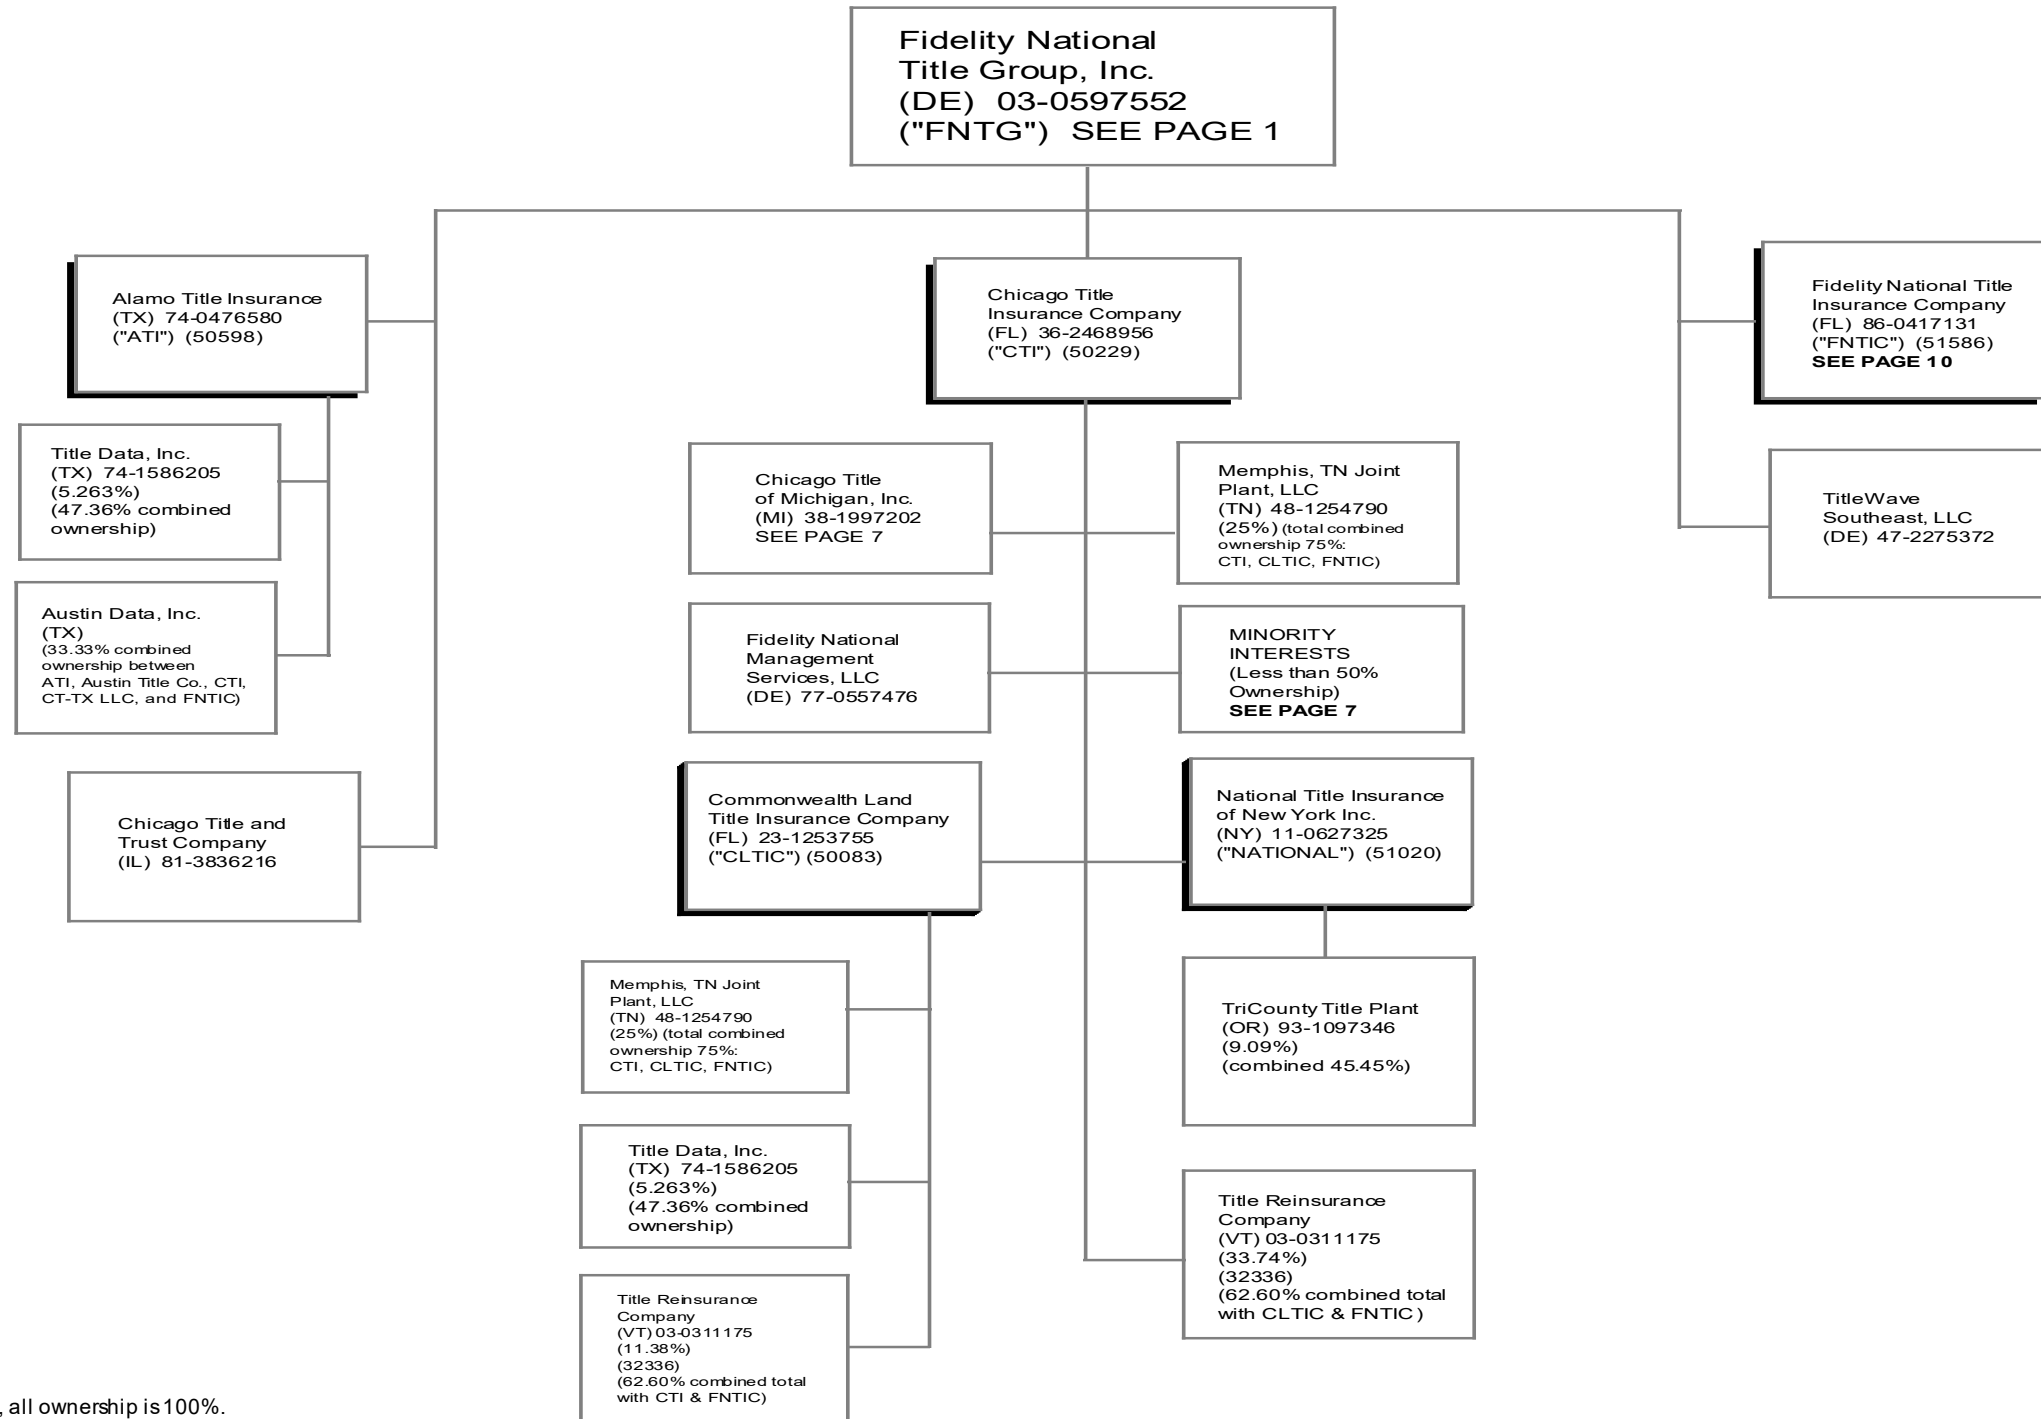 Fidelity National
Title Group, Inc.
(DE) 03-0597552
("FNTG") SEE PAGE 1
Alamo Title Insurance
(TX) 74-0476580
("ATI") (50598)
Chicago Title
Insurance Company
(FL) 36-2468956
("CTI") (50229)
Fidelity National Title
Insurance Company
(FL) 86-0417131
("FNTIC") (51586)
SEE PAGE 10
Title Data, Inc.
(TX) 74-1586205
(5.263%)
(47.36% combined
ownership)
Chicago Title
of Michigan, Inc.
(MI) 38-1997202
SEE PAGE 7
Memphis, TN Joint
Plant, LLC
(TN) 48-1254790
(25%) (total combined
ownership 75%:
CTI, CLTIC, FNTIC)
TitleWave
Southeast, LLC
(DE) 47-2275372
Austin Data, Inc.
(TX)
(33.33% combined
ownership between
ATI, Austin Title Co., CTI,
CT-TX LLC, and FNTIC)
Fidelity National
Management
Services, LLC
(DE) 77-0557476
MINORITY
INTERESTS
(Less than 50%
Ownership)
SEE PAGE 7
Chicago Title and
Trust Company
(IL) 81-3836216
Commonwealth Land
Title Insurance Company
(FL) 23-1253755
("CLTIC") (50083)
National Title Insurance
of New York Inc.
(NY) 11-0627325
("NATIONAL") (51020)
Memphis, TN Joint
Plant, LLC
(TN) 48-1254790
(25%) (total combined
ownership 75%:
CTI, CLTIC, FNTIC)
TriCounty Title Plant
(OR) 93-1097346
(9.09%)
(combined 45.45%)
Title Data, Inc.
(TX) 74-1586205
(5.263%)
(47.36% combined
ownership)
Title Reinsurance
Company
(VT) 03-0311175
(33.74%)
(32336)
(62.60% combined total
with CLTIC & FNTIC)
Title Reinsurance
Company
(VT) 03-0311175
(11.38%)
(32336)
(62.60% combined total
with CTI & FNTIC)
, all ownership is 100%.